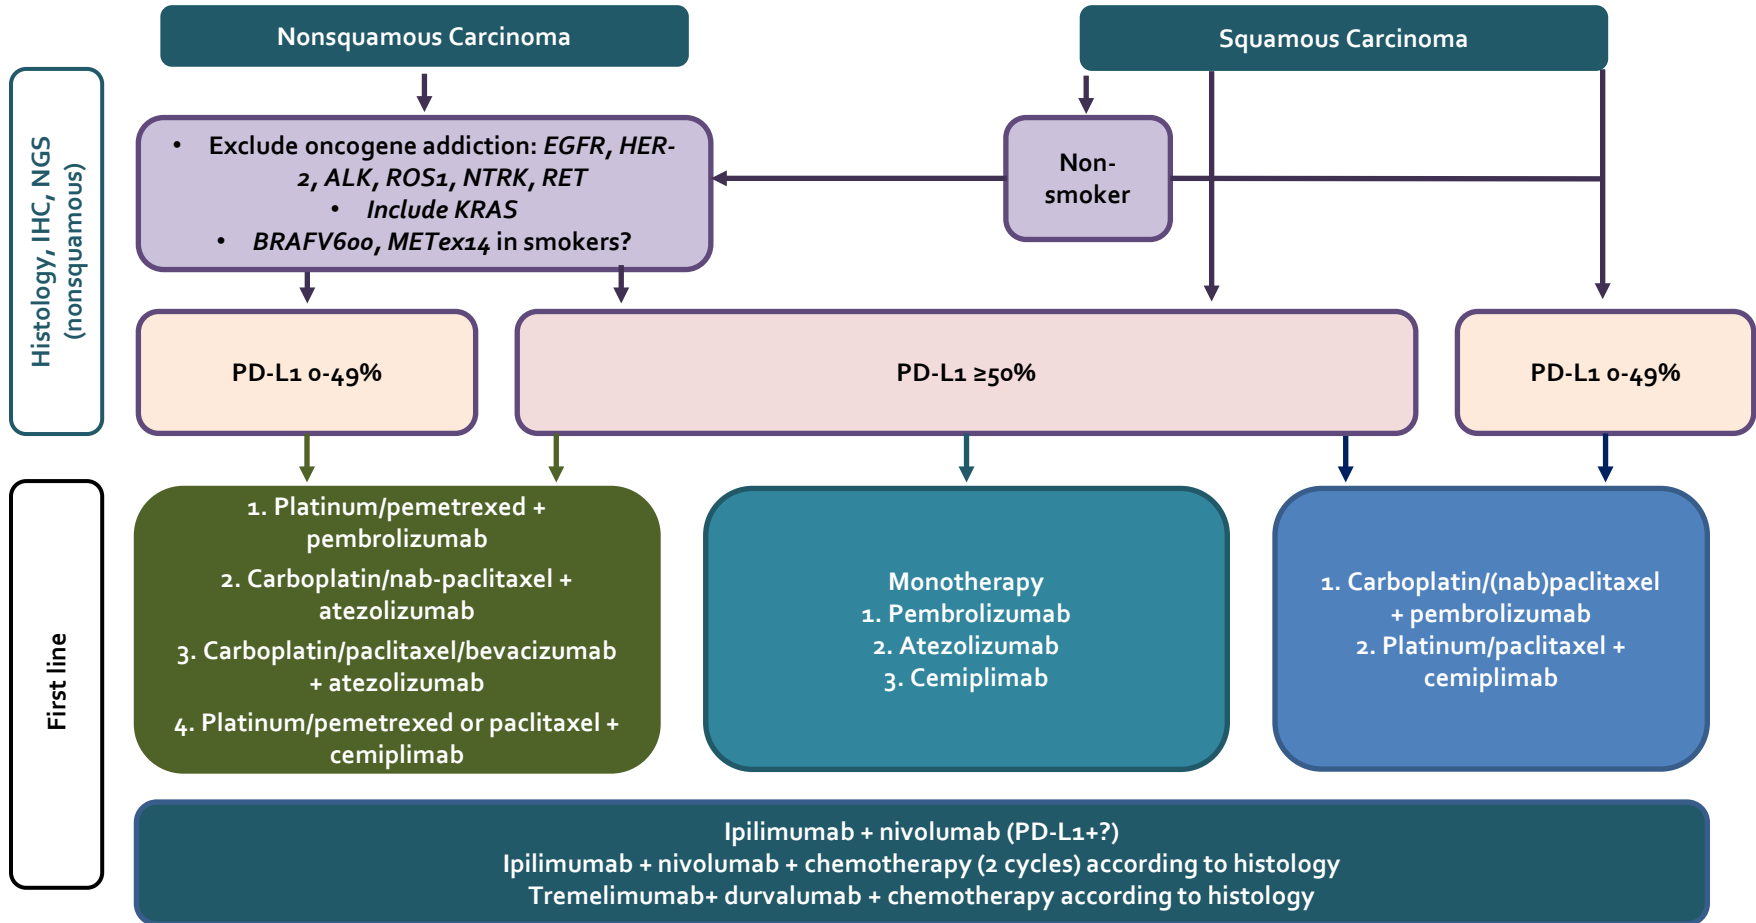 Nonsquamous Carcinoma
Squamous Carcinoma
Histology, IHC, NGS
(nonsquamous)
• Exclude oncogene addiction: EGFR, HER-
2, ALK, ROS1, NTRK, RET
• Include KRAS
• BRAFV600, METex14 in smokers?
Non-
smoker
PD-L1 0-49%
PD-L1 ≥50%
PD-L1 0-49%
First line
1. Platinum/pemetrexed +
pembrolizumab
2. Carboplatin/nab-paclitaxel +
atezolizumab
3. Carboplatin/paclitaxel/bevacizumab
+ atezolizumab
4. Platinum/pemetrexed or paclitaxel +
cemiplimab
Monotherapy
1. Pembrolizumab
2. Atezolizumab
3. Cemiplimab
1. Carboplatin/(nab)paclitaxel
+ pembrolizumab
2. Platinum/paclitaxel +
cemiplimab
Ipilimumab + nivolumab (PD-L1+?)
Ipilimumab + nivolumab + chemotherapy (2 cycles) according to histology
Tremelimumab+ durvalumab + chemotherapy according to histology